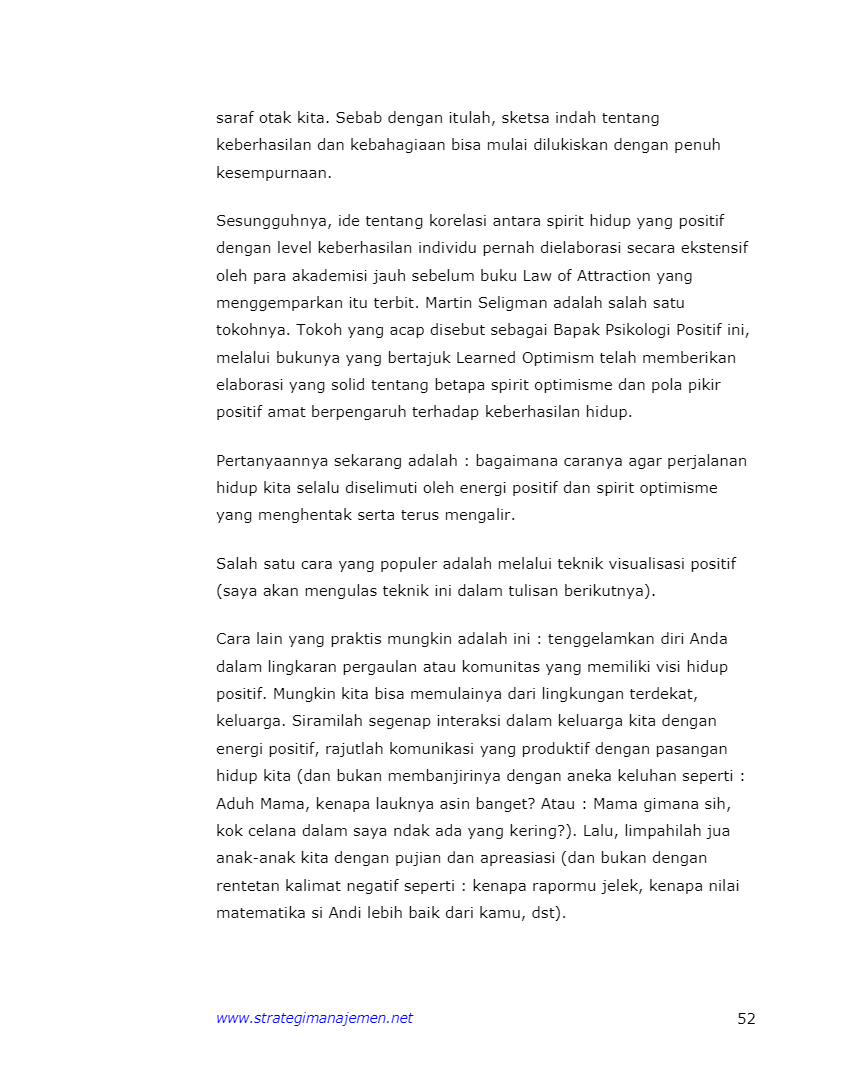 saraf otak kita. Sebab dengan itulah, sketsa indah tentang
keberhasilan dan kebahagiaan bisa mulai dilukiskan dengan penuh
kesempurnaan.
Sesungguhnya, ide tentang korelasi antara spirit hidup yang positif
dengan level keberhasilan individu pernah dielaborasi secara ekstensif
oleh para akademisi jauh sebelum buku Law of Attraction yang
menggemparkan itu terbit. Martin Seligman adalah salah satu
tokohnya. Tokoh yang acap disebut sebagai Bapak Psikologi Positif ini,
melalui bukunya yang bertajuk Learned Optimism telah memberikan
elaborasi yang solid tentang betapa spirit optimisme dan pola pikir
positif amat berpengaruh terhadap keberhasilan hidup.
Pertanyaannya sekarang adalah : bagaimana caranya agar perjalanan
hidup kita selalu diselimuti oleh energi positif dan spirit optimisme
yang menghentak serta terus mengalir.
Salah satu cara yang populer adalah melalui teknik visualisasi positif
(saya akan mengulas teknik ini dalam tulisan berikutnya).
Cara lain yang praktis mungkin adalah ini : tenggelamkan diri Anda
dalam lingkaran pergaulan atau komunitas yang memiliki visi hidup
positif. Mungkin kita bisa memulainya dari lingkungan terdekat,
keluarga. Siramilah segenap interaksi dalam keluarga kita dengan
energi positif, rajutlah komunikasi yang produktif dengan pasangan
hidup kita (dan bukan membanjirinya dengan aneka keluhan seperti :
Aduh Mama, kenapa lauknya asin banget? Atau : Mama gimana sih,
kok celana dalam saya ndak ada yang kering?). Lalu, limpahilah jua
anak-anak kita dengan pujian dan apreasiasi (dan bukan dengan
rentetan kalimat negatif seperti : kenapa rapormu jelek, kenapa nilai
matematika si Andi lebih baik dari kamu, dst).
www.strategimanajemen.net 52